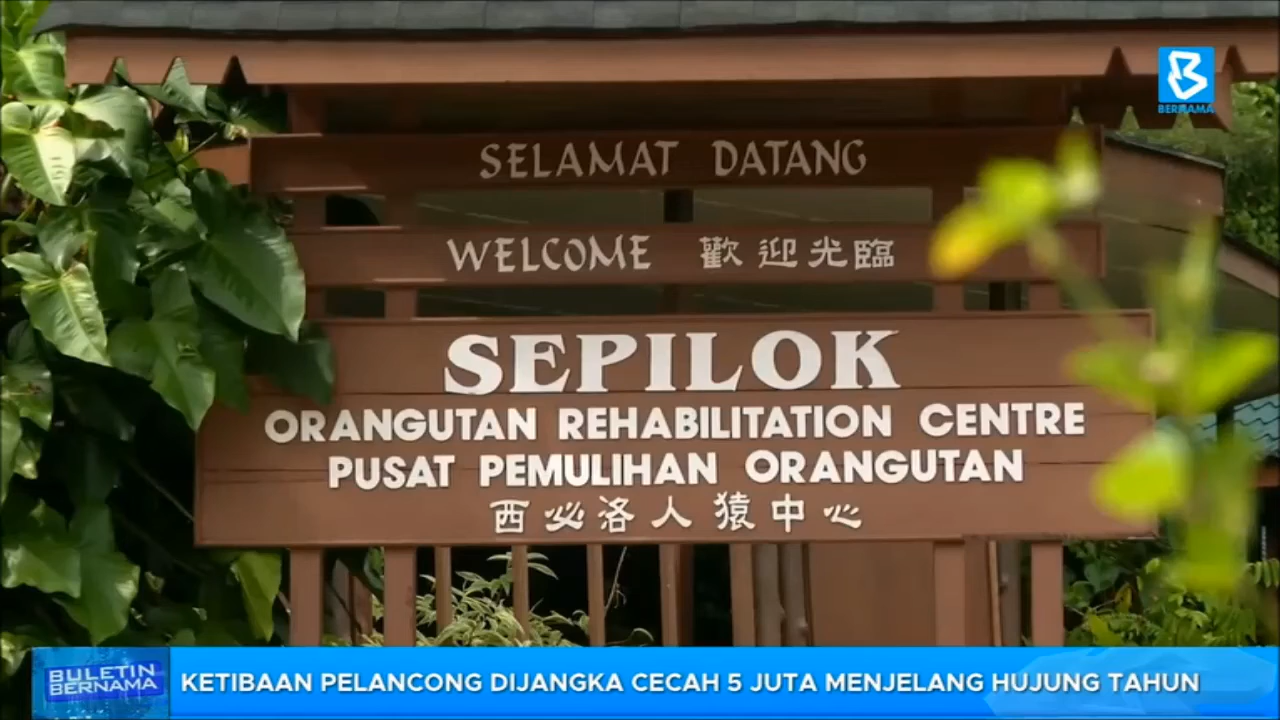 BERNAMA
SELAMAT DATANG
WELCOME 歡迎光臨
SEPILOK
ORANGUTAN REHABILITATION CENTRE
PUSAT PEMULIHAN ORANGUTAN
西必洛人猿中心
BULETIN
BERNAMA
KETIBAAN PELANCONG DIJANGKA CECAH 5 JUTA MENJELANG HUJUNG TAHUN